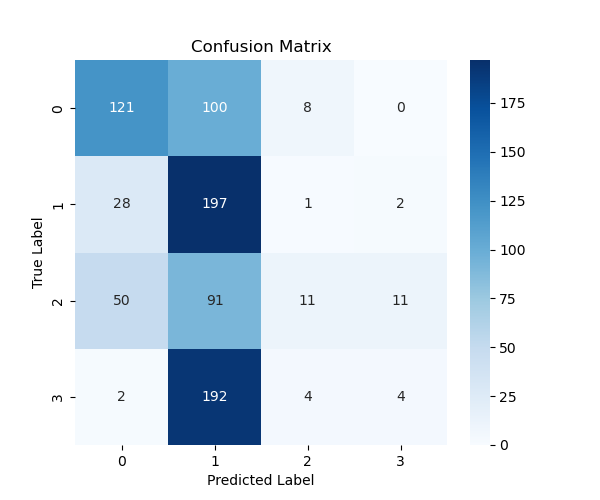 Confusion Matrix
0 121 100 8 0
1 28 197 1 2
2 50 91 11 11
3 2 192 4 4
0 1 2 3
Predicted Label
True Label
175
150
125
100
75
50
25
0